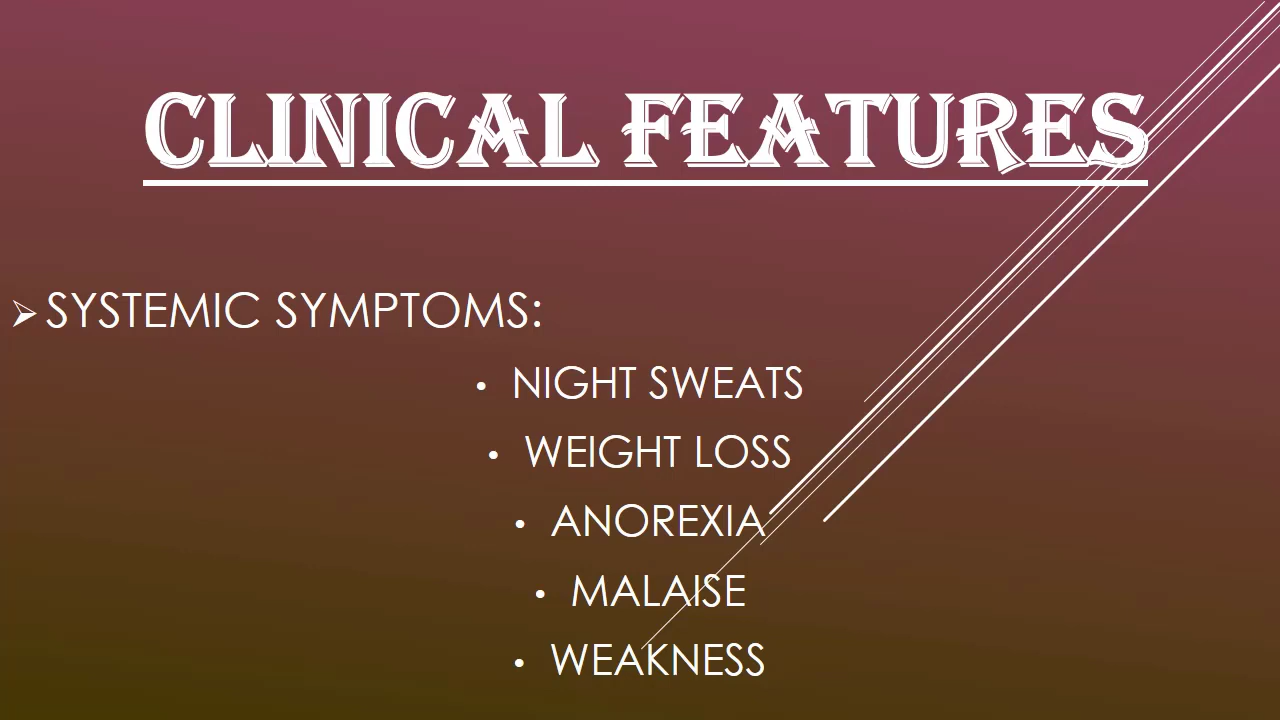 CLINICAL FEATURES
➢ SYSTEMIC SYMPTOMS:
• NIGHT SWEATS
• WEIGHT LOSS
• ANOREXIA
• MALAISE
• WEAKNESS